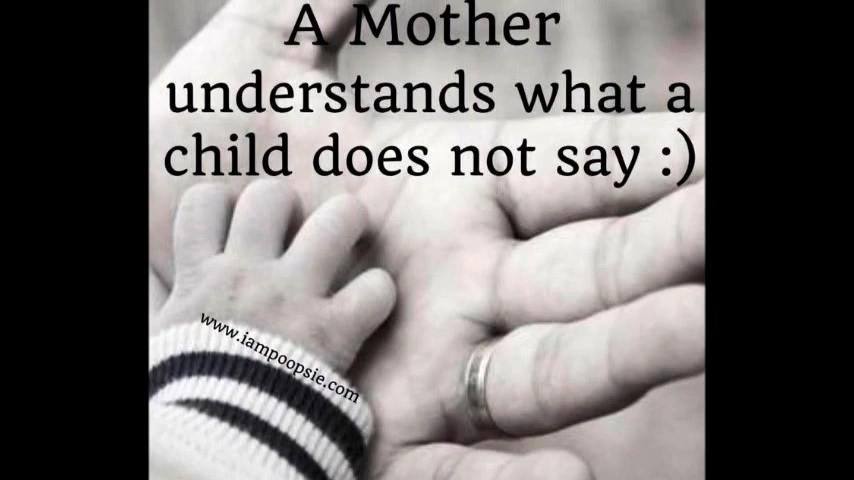 A Mother
understands what a
child does not say :)
www.iampoopsie.com